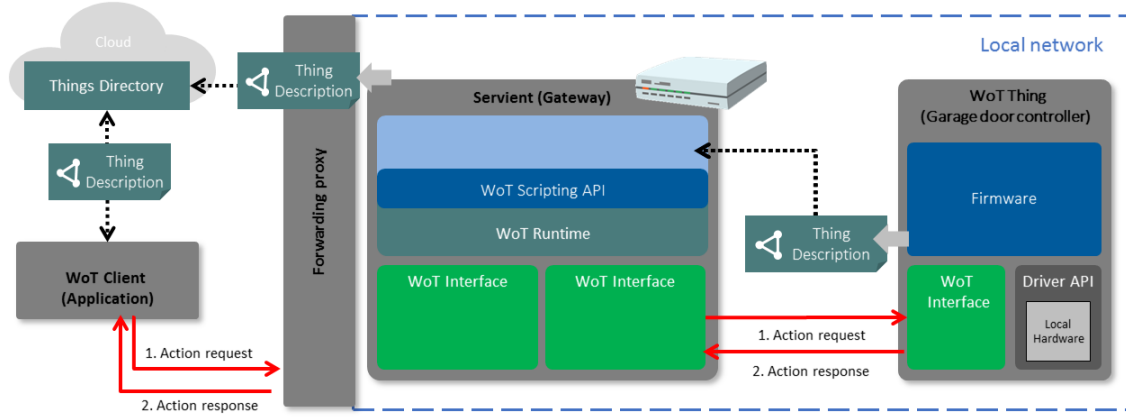 Cloud
Things Directory
Thing
Description
Thing
Description
WoT Client
(Application)
1. Action request
2. Action response
Forwarding proxy
Local network
Servient (Gateway)
WoT Scripting API
WoT Runtime
WoT Interface
WoT Interface
Thing
Description
1. Action request
2. Action response
WoT Thing
(Garage door controller)
Firmware
WoT
Interface
Driver API
Local
Hardware